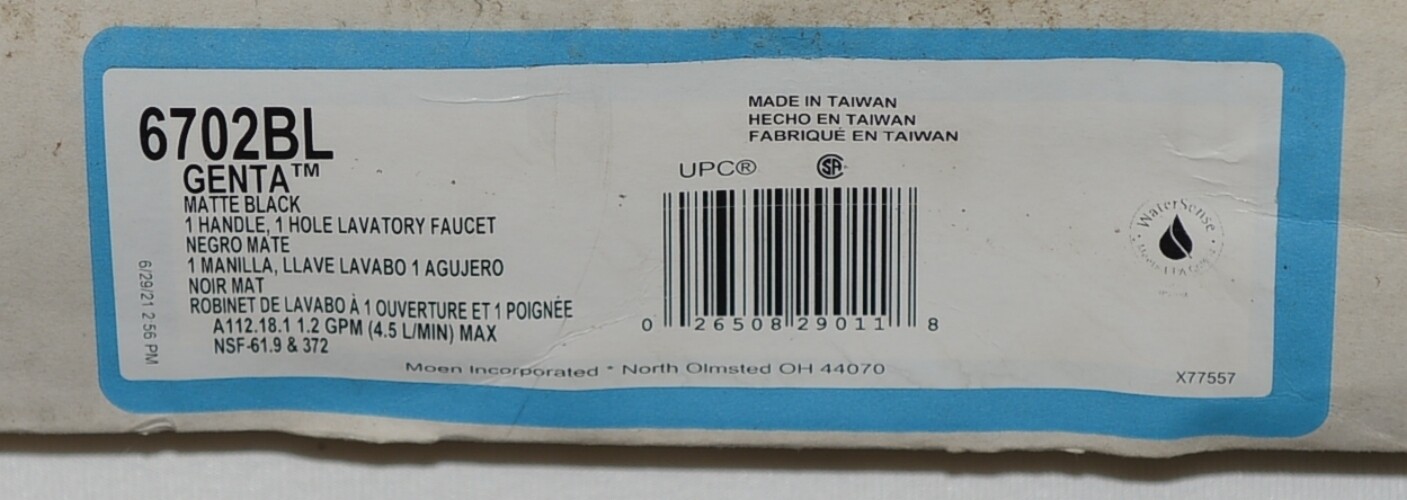 6702BL
GENTA™
MATTE BLACK
1 HANDLE, 1 HOLE LAVATORY FAUCET
NEGRO MATE
1 MANILLA, LLAVE LAVABO 1 AGUJERO
NOIR MAT
ROBINET DE LAVABO À 1 OUVERTURE ET 1 POIGNÉE
A112.18.1 1.2 GPM (4.5 L/MIN) MAX
NSF-61.9 & 372
6/29/21 2 56 PM
MADE IN TAIWAN
HECHO EN TAIWAN
FABRIQUÉ EN TAIWAN
UPC® SA
0 26508 29011 8
Moen Incorporated * North Olmsted OH 44070
WaterSense
X77557